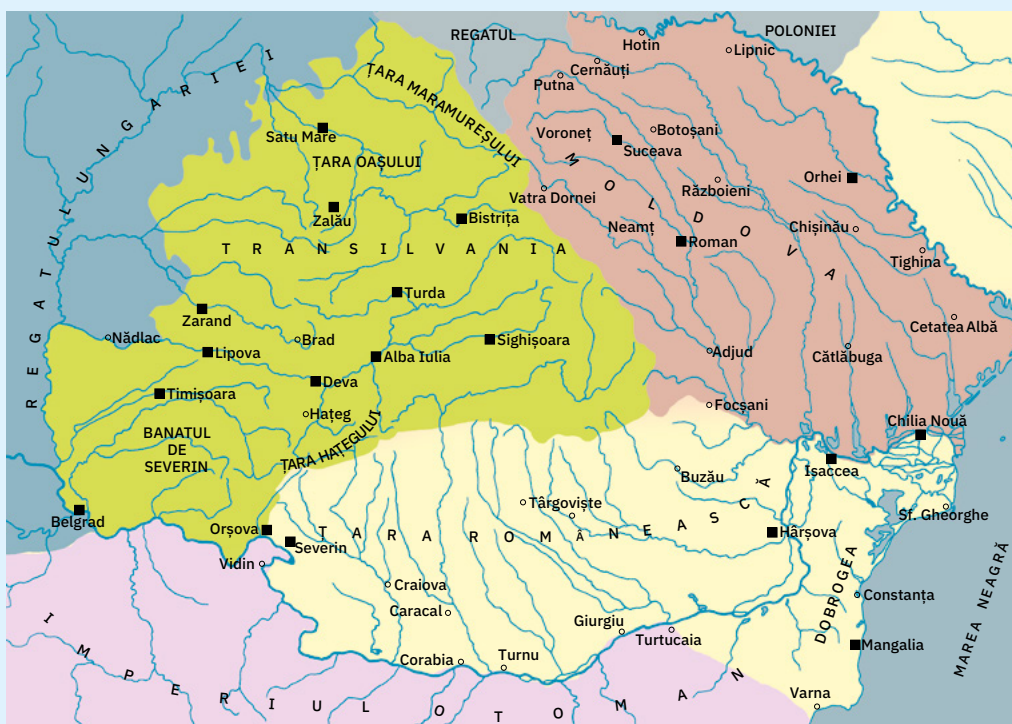 REGATUL POLONIEI
Hotin
Lipnic
Cernăuți
Putna
REGATUL UNGARIEI
ȚARA MARAMUREȘULUI
Satu Mare
ȚARA OAȘULUI
Voroneț
Botoșani
Suceava
MOLDOVA
Orhei
Războieni
Vatra Dornei
Zalău
Bistrița
Neamț
Roman
Chișinău
Tighina
TRANSILVANIA
Turda
Zarand
Cetatea Albă
Nădlac
Brad
Sighișoara
Lipova
Alba Iulia
Adjud
Cătlăbuga
Deva
Timișoara
Hațeg
Focșani
Chilia Nouă
BANATUL
DE
SEVERIN
ȚARA HAȚEGULUI
Isaccea
Buzău
Târgoviște
Sf. Gheorghe
Belgrad
Orșova
Severin
ȚARA ROMÂNEASCĂ
Hârșova
Vidin
Craiova
Caracal
DOBROGEA
Constanța
Giurgiu
Turtucaia
MAREA NEAGRĂ
Mangalia
Corabia
Turnu
IMPERIUL OTOMAN
Varna